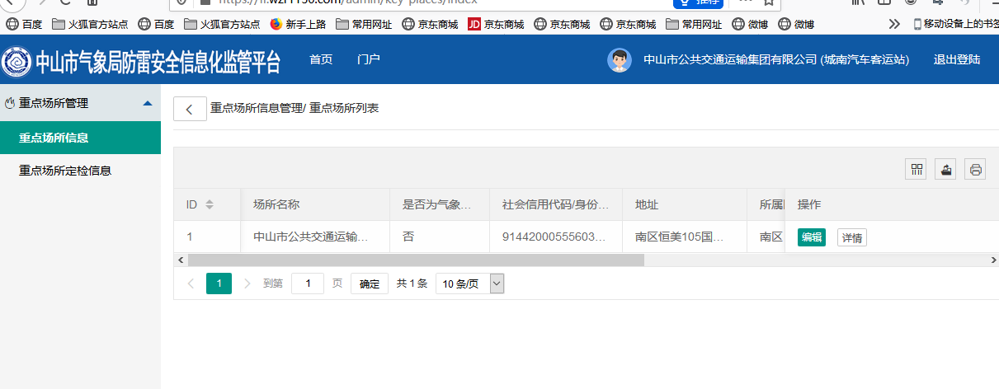 推荐
百度 火狐官方站点 百度 火狐官方站点 新手上路 常用网址 京东商城 JD 京东商城 京东商城 京东商城 常用网址 微博 微博 移动设备上的书签
中山市气象局防雷安全信息化监管平台 首页 门户 中山市公共交通运输集团有限公司 (城南汽车客运站) 退出登陆
重点场所管理
重点场所信息
重点场所定检信息
重点场所信息管理/ 重点场所列表
ID 场所名称 是否为气象... 社会信用代码/身份... 地址 所属 操作
1 中山市公共交通运输... 否 91442000555603... 南区恒美105国... 南区 编辑 详情
1 到第 1 页 确定 共 1 条 10 条/页